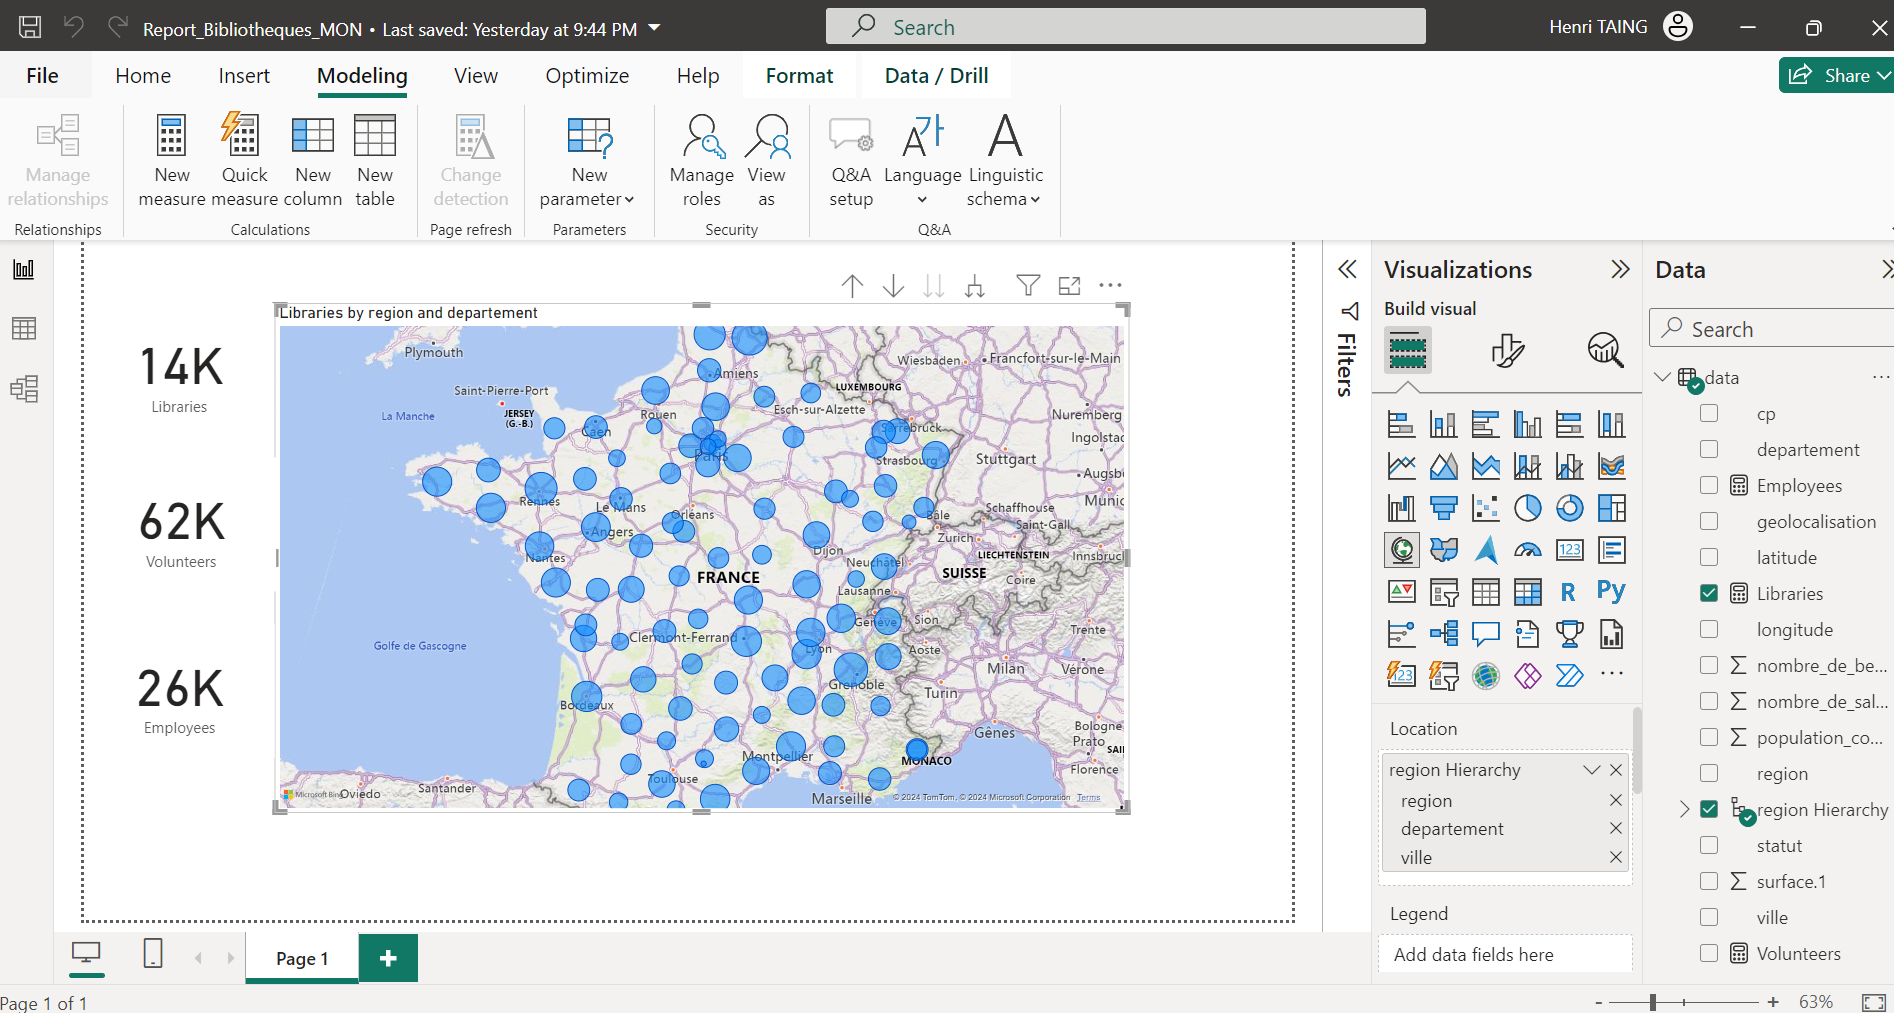 Report_Bibliotheques_MON • Last saved: Yesterday at 9:44 PM
Search
Henri TAING
File Home Insert Modeling View Optimize Help Format Data / Drill
Share
Manage relationships
New measure
Quick measure
New column
New table
Change detection
New parameter
Manage roles
View as
Q&A setup
Language
Linguistic schema
Relationships
Calculations
Page refresh
Parameters
Security
Q&A
14K
Libraries
62K
Volunteers
26K
Employees
Libraries by region and departement
Plymouth
Wiesbaden
Francfort-sur-le-Main
Amiens
Saint-Pierre-Port
LUXEMBOURG
La Manche
JERSEY
(G.-B.)
Rouen
Esch-sur-Alzette
Nuremberg
Caen
Sarrebruck
Ingolstac
Paris
Strasbourg
Stuttgart
Augsb
Rennes
Le Mans
Munic
Orléans
Bâle
Schaffhouse
Saint-Gall
Angers
Zurich
Dijon
LIECHTENSTEIN
Innsbruc
Nantes
Neuchâtel
FRANCE
SUISSE
Coire
Lausanne
Genève
Sion
Trente
Clermont-Ferrand
Golfe de Gascogne
Lyon
Aoste
Milan
Vérone
Grenoble
Turin
Bordeaux
Gênes
Bologne
Prato
SAI
Montpellier
MONACO
Florence
Toulouse
Santander
Oviedo
Marseille
Microsoft Bing
© 2024 TomTom, © 2024 Microsoft Corporation Terms
Filters
Visualizations
Build visual
123
R
Py
123
Location
region Hierarchy
region
departement
ville
Legend
Add data fields here
Data
Search
data
cp
departement
Employees
geolocalisation
latitude
Libraries
longitude
nombre_de_be...
nombre_de_sal...
population_co...
region
region Hierarchy
statut
surface.1
ville
Volunteers
Page 1
Page 1 of 1
- + 63%